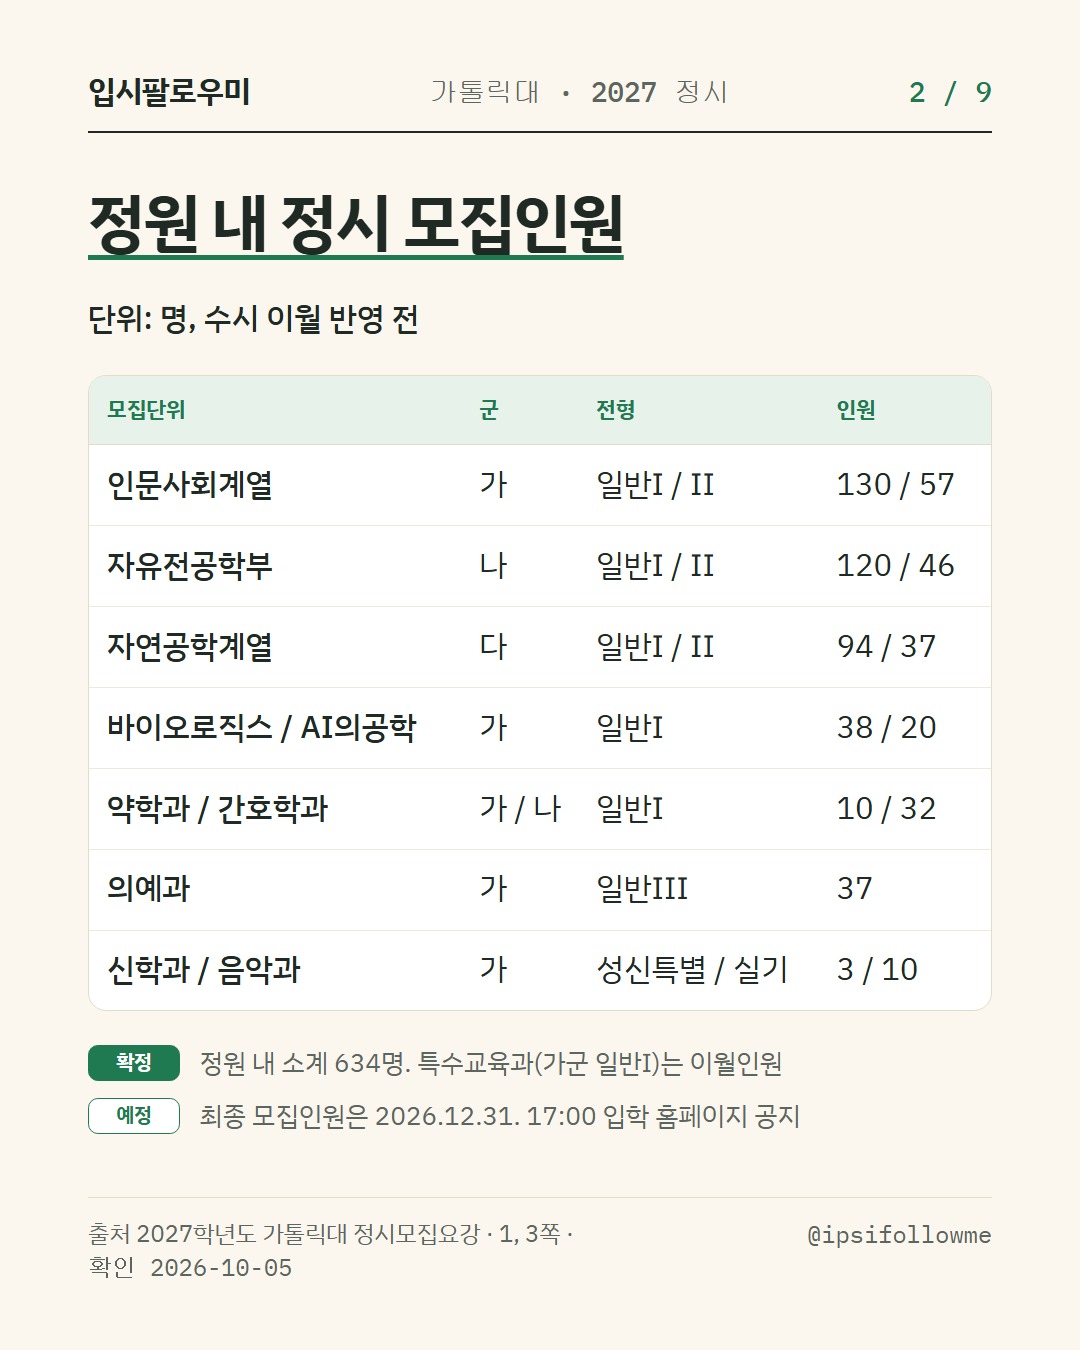 입시팔로우미
가톨릭대 · 2027 정시
2 / 9
정원 내 정시 모집인원
단위: 명, 수시 이월 반영 전
모집단위 군 전형 인원
인문사회계열 가 일반I / II 130 / 57
자유전공학부 나 일반I / II 120 / 46
자연공학계열 다 일반I / II 94 / 37
바이오로직스 / AI의공학 가 일반I 38 / 20
약학과 / 간호학과 가 / 나 일반I 10 / 32
의예과 가 일반III 37
신학과 / 음악과 가 성신특별 / 실기 3 / 10
확정 정원 내 소계 634명. 특수교육과(가군 일반I)는 이월인원
예정 최종 모집인원은 2026.12.31. 17:00 입학 홈페이지 공지
출처 2027학년도 가톨릭대 정시모집요강 · 1, 3쪽 ·
확인 2026-10-05
@ipsifollowme